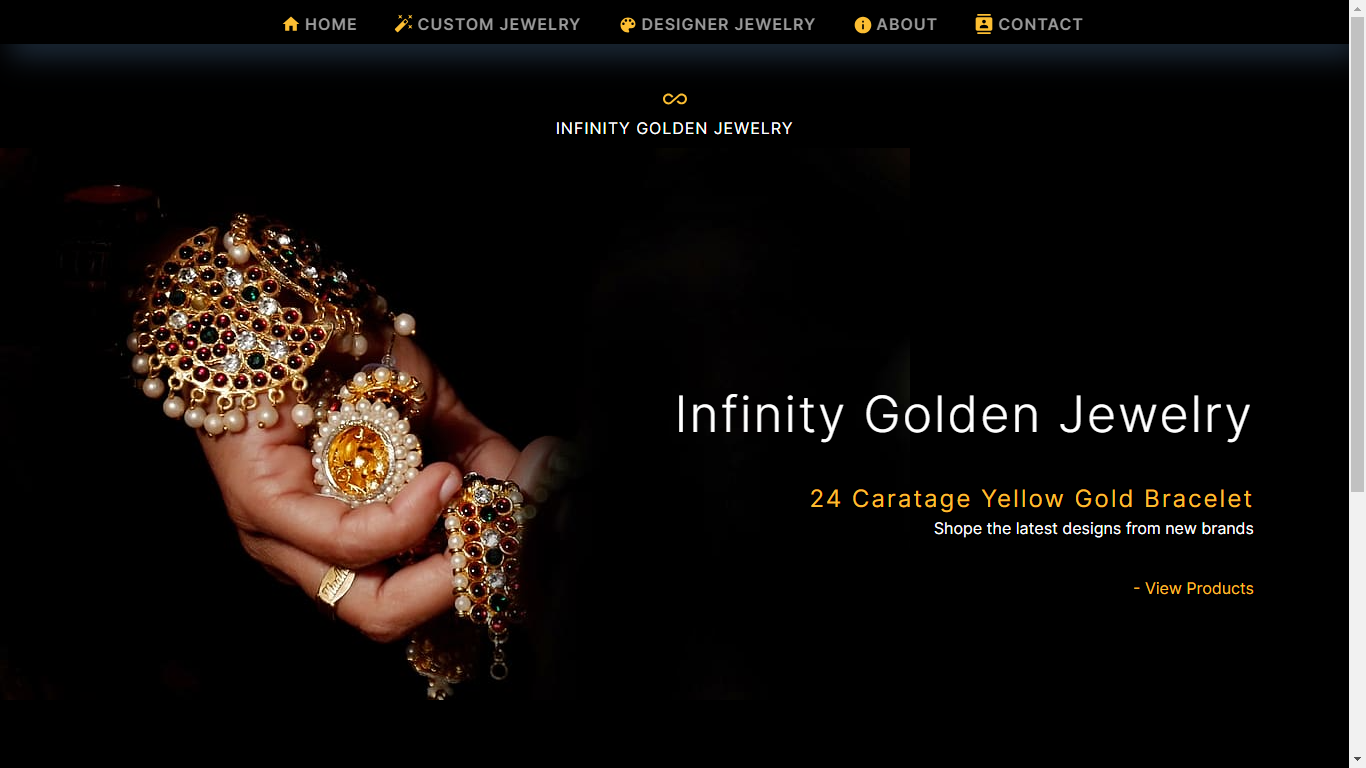 HOME CUSTOM JEWELRY DESIGNER JEWELRY ABOUT CONTACT
INFINITY GOLDEN JEWELRY
Infinity Golden Jewelry
24 Caratage Yellow Gold Bracelet
Shope the latest designs from new brands
- View Products